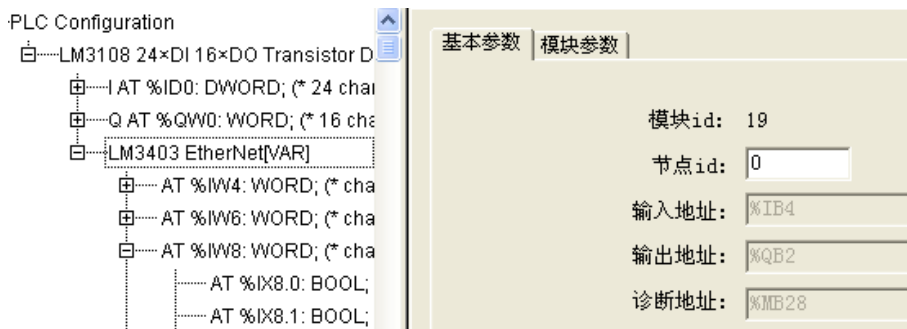 PLC Configuration
LM3108 24×DI 16×DO Transistor D
I AT %ID0: DWORD; (* 24 char
Q AT %QW0: WORD; (* 16 cha
LM3403 EtherNet[VAR]
AT %IW4: WORD; (* cha
AT %IW6: WORD; (* cha
AT %IW8: WORD; (* cha
AT %IX8.0: BOOL;
AT %IX8.1: BOOL;
基本参数 模块参数
模块id: 19
节点id: 0
输入地址: %IB4
输出地址: %QB2
诊断地址: %MB28